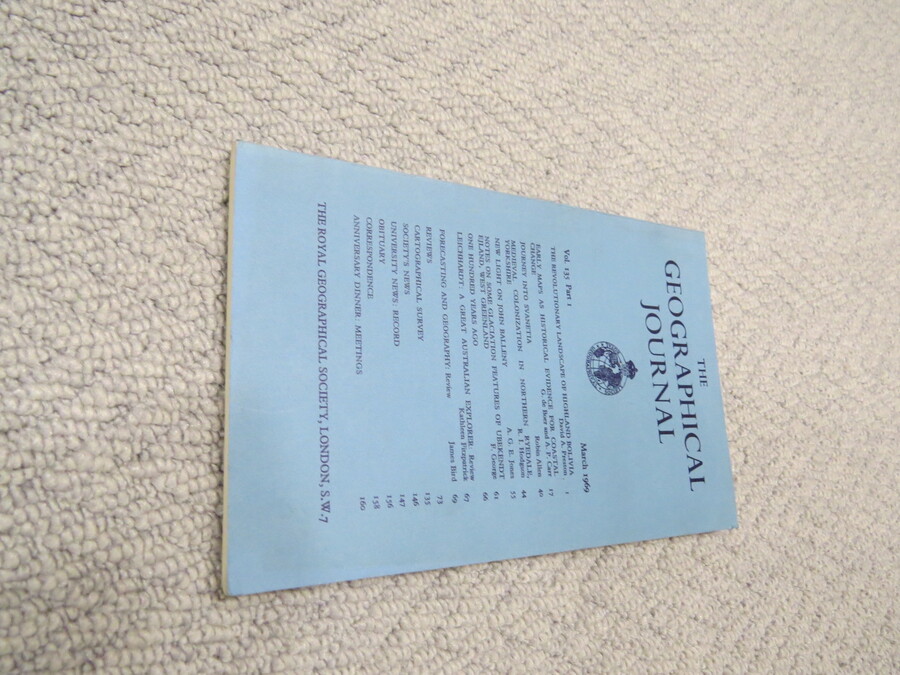 THE
GEOGRAPHICAL
JOURNAL
Vol. 135 Part 1 March 1969
THE REVOLUTIONARY LANDSCAPE OF HIGHLAND BOLIVIA
David A. Preston 1
EARLY MAPS AS HISTORICAL EVIDENCE FOR COASTAL
CHANGE G. de Boer and A. P. Carr 17
JOURNEY INTO SVANETIA Robin Allan 40
MEDIEVAL COLONIZATION IN NORTHERN RYEDALE,
YORKSHIRE R. I. Hodgson 44
NEW LIGHT ON JOHN BALLENY A. G. E. Jones 55
NOTES ON SOME GLACIATION FEATURES OF UBEKENDT
EJLAND, WEST GREENLAND P. George 61
ONE HUNDRED YEARS AGO 66
LEICHHARDT: A GREAT AUSTRALIAN EXPLORER: Review
Kathleen Fitzpatrick 67
FORECASTING AND GEOGRAPHY: Review James Bird 69
REVIEWS 73
CARTOGRAPHICAL SURVEY 135
SOCIETY'S NEWS 146
UNIVERSITY NEWS: RECORD 147
OBITUARY 156
CORRESPONDENCE 158
ANNIVERSARY DINNER: MEETINGS 160
THE ROYAL GEOGRAPHICAL SOCIETY, LONDON, S.W.7